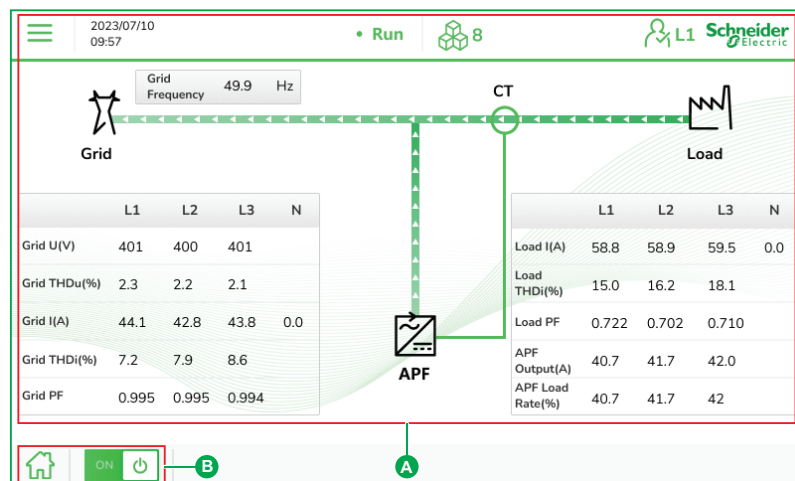 2023/07/10
09:57
• Run
8
L1
Schneider
Electric
Grid
Frequency 49.9 Hz
CT
Grid
Load
L1 L2 L3 N
Grid U(V) 401 400 401
Grid THDu(%) 2.3 2.2 2.1
Grid I(A) 44.1 42.8 43.8 0.0
Grid THDi(%) 7.2 7.9 8.6
Grid PF 0.995 0.995 0.994
APF
L1 L2 L3 N
Load I(A) 58.8 58.9 59.5 0.0
Load
THDi(%) 15.0 16.2 18.1
Load PF 0.722 0.702 0.710
APF
Output(A) 40.7 41.7 42.0
APF Load
Rate(%) 40.7 41.7 42
ON
B
A